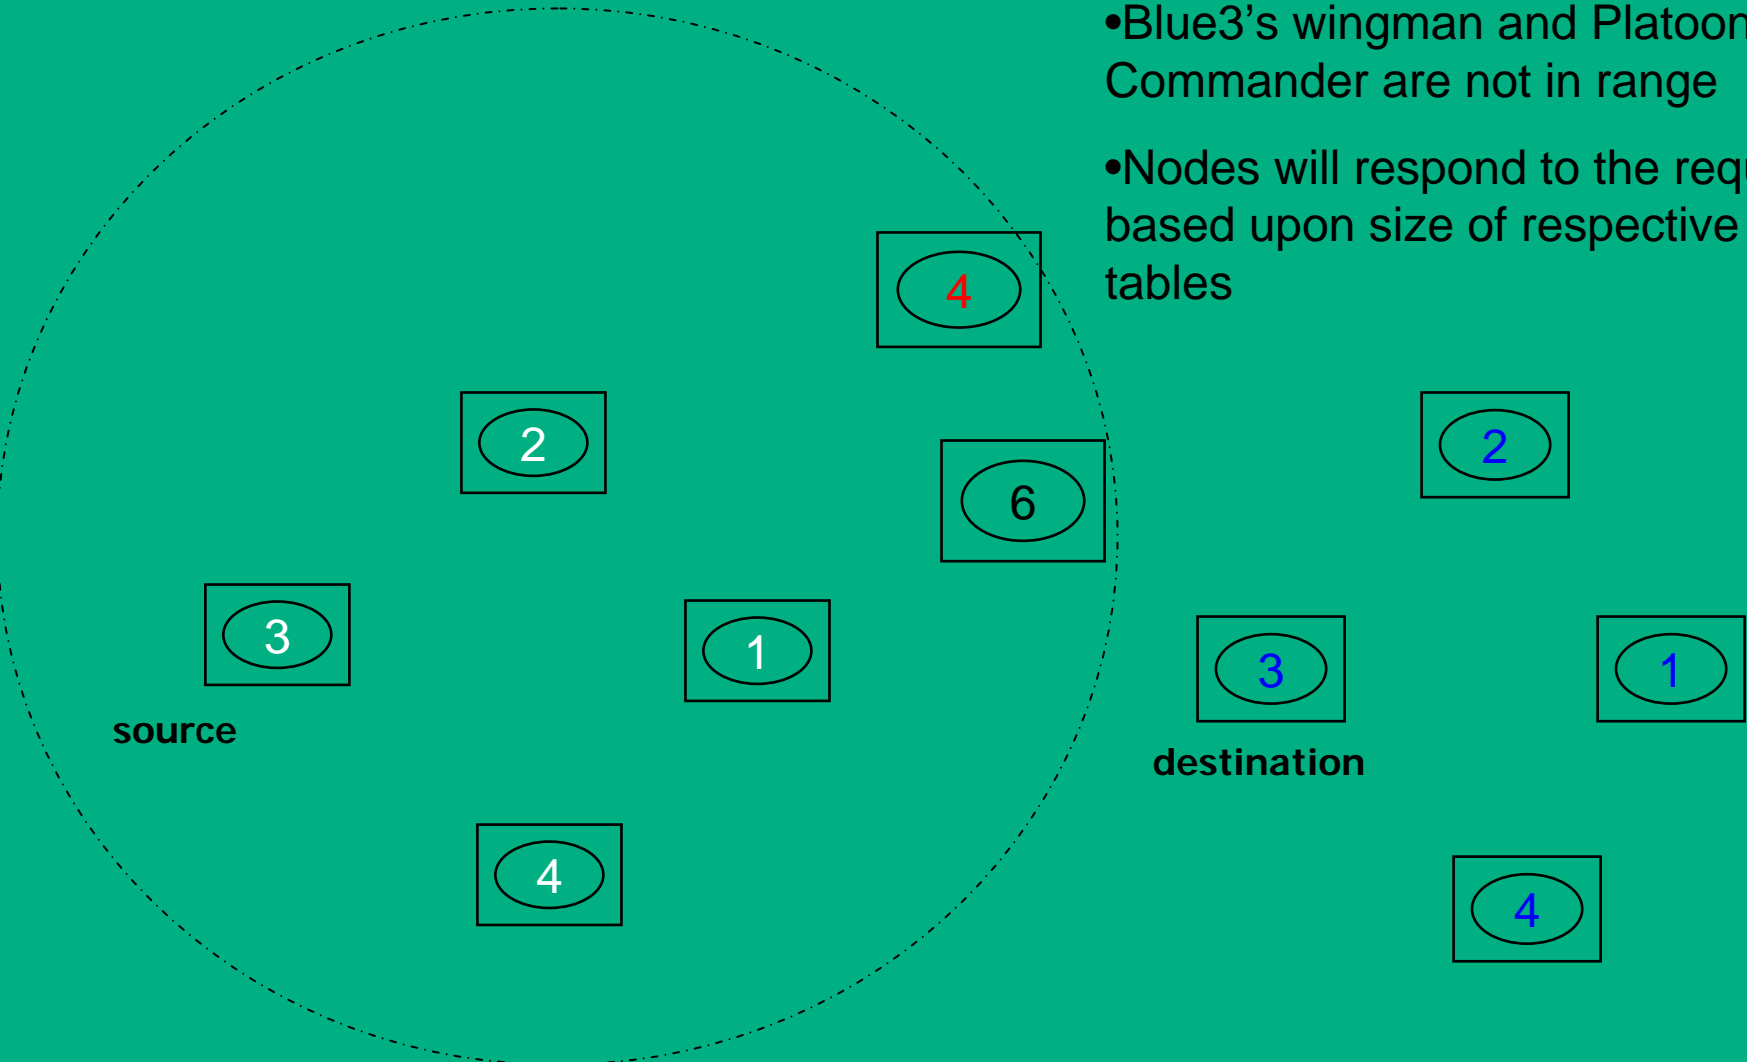 •Blue3’s wingman and Platoon
Commander are not in range
•Nodes will respond to the
based upon size of respective
tables
4
2
2
6
3
1
3
1
source
destination
4
4